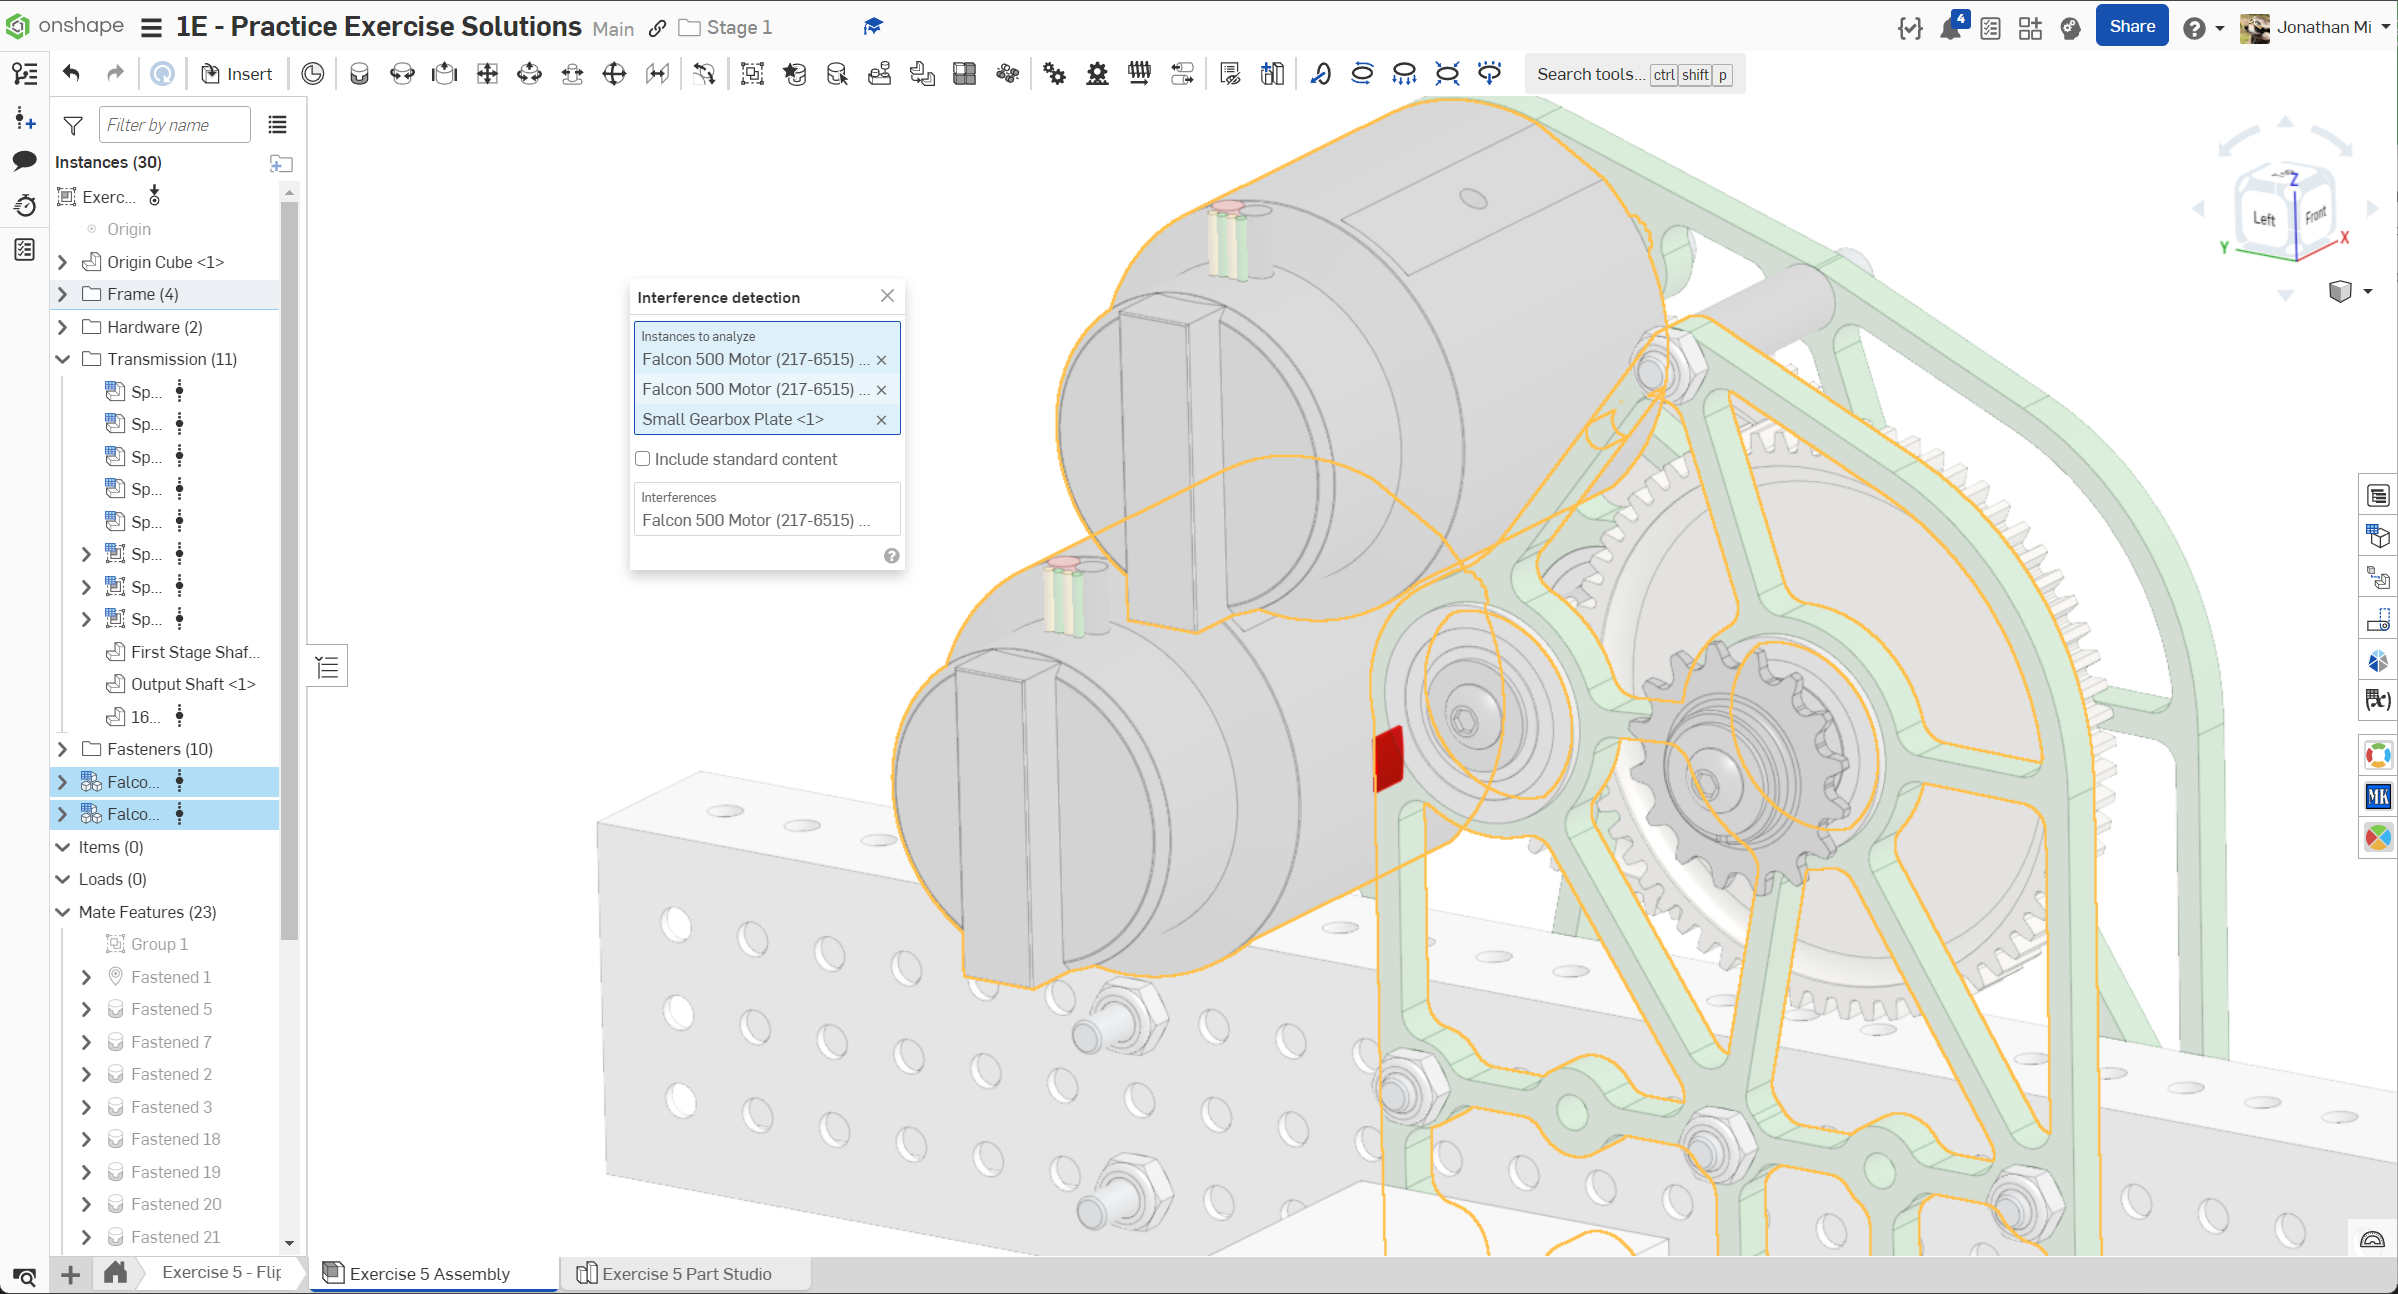 onshape
1E - Practice Exercise Solutions
Main
Stage 1
4
Share
Jonathan Mi
Insert
Search tools... ctrl shift p
Filter by name
Instances (30)
Exerc...
Origin
Origin Cube <1>
Frame (4)
Hardware (2)
Transmission (11)
Sp...
Sp...
Sp...
Sp...
Sp...
Sp...
Sp...
Sp...
First Stage Shaf...
Output Shaft <1>
16...
Fasteners (10)
Falco...
Falco...
Items (0)
Loads (0)
Mate Features (23)
Group 1
Fastened 1
Fastened 5
Fastened 7
Fastened 2
Fastened 3
Fastened 18
Fastened 19
Fastened 20
Fastened 21
Interference detection
Instances to analyze
Falcon 500 Motor (217-6515) ...
Falcon 500 Motor (217-6515) ...
Small Gearbox Plate <1>
Include standard content
Interferences
Falcon 500 Motor (217-6515) ...
Z
Left
Front
Y
X
(x)
MK
Exercise 5 - Flip
Exercise 5 Assembly
Exercise 5 Part Studio